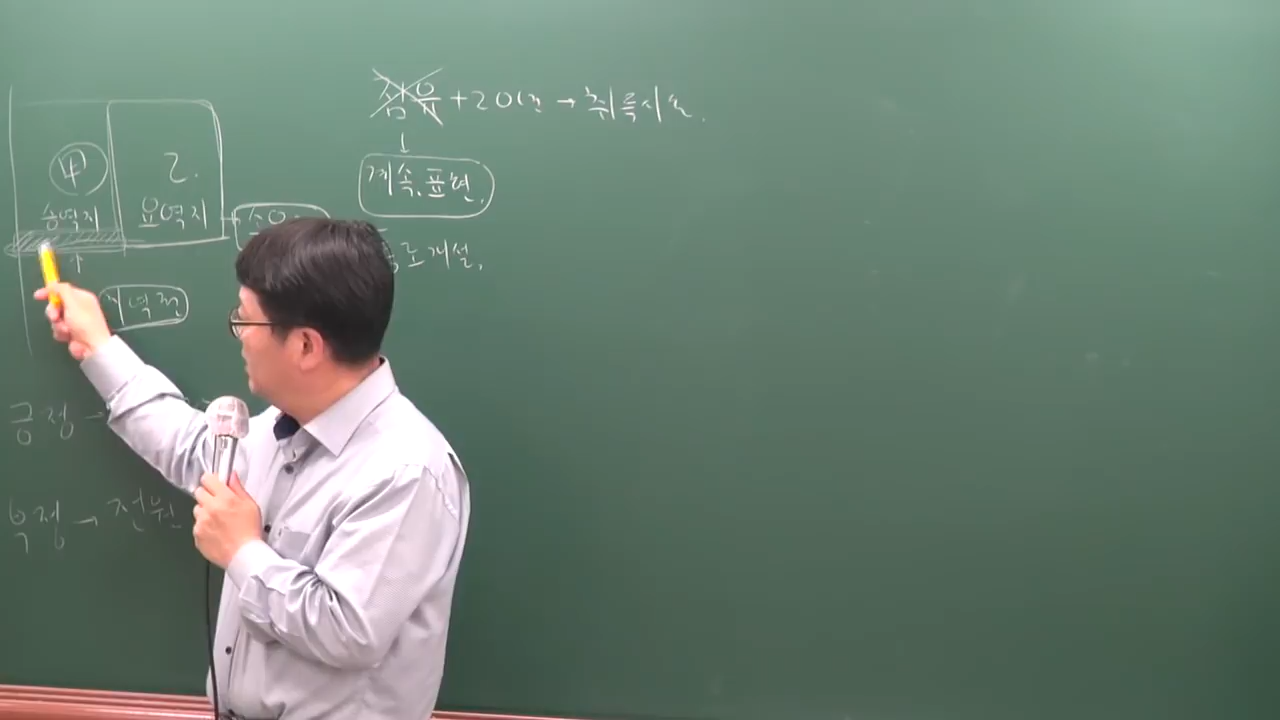 점유 +20년 → 취득시효.
↓
계속, 표현,
통로개설,
甲 乙.
승역지 요역지
↑
지역권
긍정 →
부정 → 전원